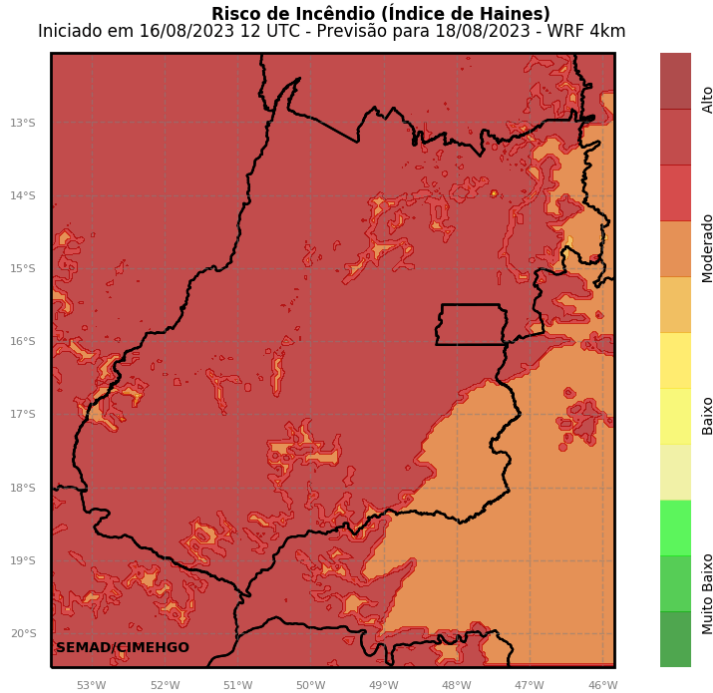 Risco de Incêndio (Índice de Haines)
Iniciado em 16/08/2023 12 UTC - Previsão para 18/08/2023 - WRF 4km
13°S
14°S
15°S
16°S
17°S
18°S
19°S
20°S
SEMAD/CIMEHGO
53°W
52°W
51°W
50°W
49°W
48°W
47°W
46°W
Alto
Moderado
Baixo
Muito Baixo